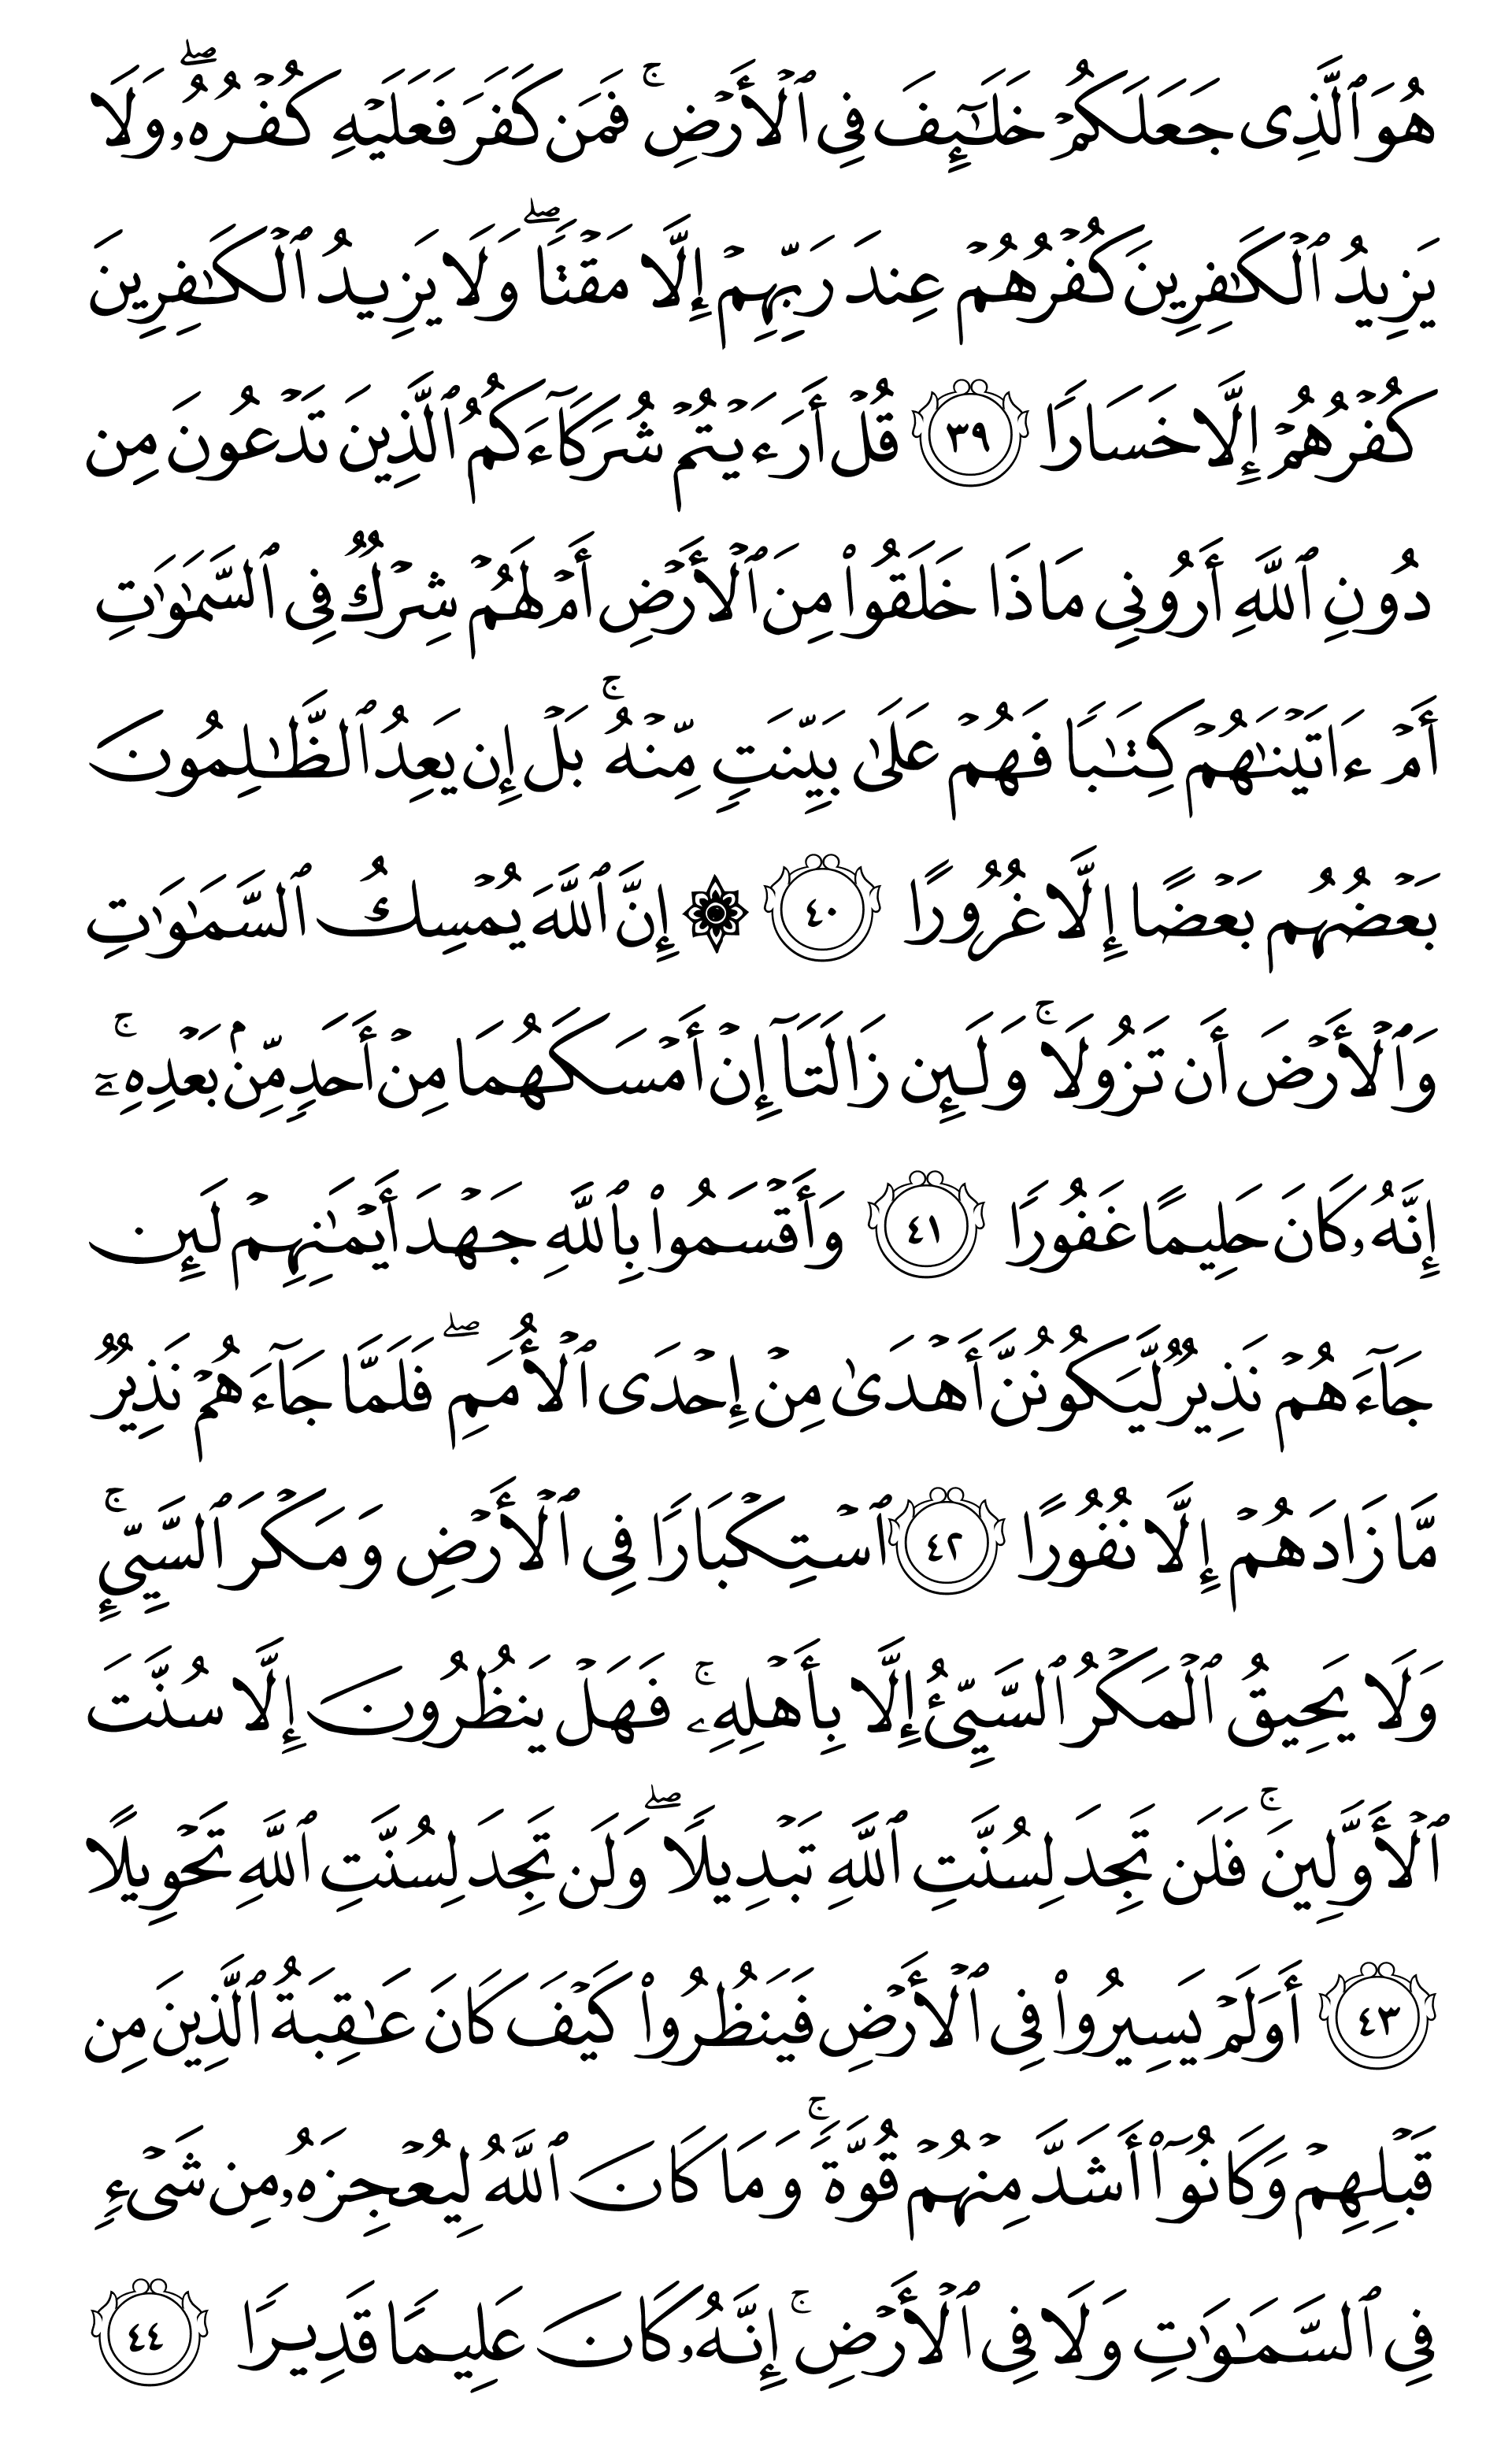 هُوَ ٱلَّذِى جَعَلَكُمْ خَلَـٰٓئِفَ فِى ٱلْأَرْضِ ۚ فَمَن كَفَرَ فَعَلَيْهِ كُفْرُهُۥ ۖ وَلَا
يَزِيدُ ٱلْكَـٰفِرِينَ كُفْرُهُمْ عِندَ رَبِّهِمْ إِلَّا مَقْتًا ۖ وَلَا يَزِيدُ ٱلْكَـٰفِرِينَ
كُفْرُهُمْ إِلَّا خَسَارًا ٣٩ قُلْ أَرَءَيْتُمْ شُرَكَآءَكُمُ ٱلَّذِينَ تَدْعُونَ مِن
دُونِ ٱللَّهِ أَرُونِى مَاذَا خَلَقُوا۟ مِنَ ٱلْأَرْضِ أَمْ لَهُمْ شِرْكٌ فِى ٱلسَّمَـٰوَٰتِ
أَمْ ءَاتَيْنَـٰهُمْ كِتَـٰبًا فَهُمْ عَلَىٰ بَيِّنَتٍ مِّنْهُ ۚ بَلْ إِن يَعِدُ ٱلظَّـٰلِمُونَ
بَعْضُهُم بَعْضًا إِلَّا غُرُورًا ٤٠ ۞ إِنَّ ٱللَّهَ يُمْسِكُ ٱلسَّمَـٰوَٰتِ
وَٱلْأَرْضَ أَن تَزُولَا ۚ وَلَئِن زَالَتَآ إِنْ أَمْسَكَهُمَا مِنْ أَحَدٍ مِّنۢ بَعْدِهِۦٓ ۚ
إِنَّهُۥ كَانَ حَلِيمًا غَفُورًا ٤١ وَأَقْسَمُوا۟ بِٱللَّهِ جَهْدَ أَيْمَـٰنِهِمْ لَئِن
جَآءَهُمْ نَذِيرٌ لَّيَكُونُنَّ أَهْدَىٰ مِنْ إِحْدَى ٱلْأُمَمِ ۖ فَلَمَّا جَآءَهُمْ نَذِيرٌ
مَّا زَادَهُمْ إِلَّا نُفُورًا ٤٢ ٱسْتِكْبَارًا فِى ٱلْأَرْضِ وَمَكْرَ ٱلسَّيِّئِ ۚ
وَلَا يَحِيقُ ٱلْمَكْرُ ٱلسَّيِّئُ إِلَّا بِأَهْلِهِۦ ۚ فَهَلْ يَنظُرُونَ إِلَّا سُنَّتَ
ٱلْأَوَّلِينَ ۚ فَلَن تَجِدَ لِسُنَّتِ ٱللَّهِ تَبْدِيلًا ۖ وَلَن تَجِدَ لِسُنَّتِ ٱللَّهِ تَحْوِيلًا
٤٣ أَوَلَمْ يَسِيرُوا۟ فِى ٱلْأَرْضِ فَيَنظُرُوا۟ كَيْفَ كَانَ عَـٰقِبَةُ ٱلَّذِينَ مِن
قَبْلِهِمْ وَكَانُوٓا۟ أَشَدَّ مِنْهُمْ قُوَّةً ۚ وَمَا كَانَ ٱللَّهُ لِيُعْجِزَهُۥ مِن شَىْءٍ
فِى ٱلسَّمَـٰوَٰتِ وَلَا فِى ٱلْأَرْضِ ۚ إِنَّهُۥ كَانَ عَلِيمًا قَدِيرًا ٤٤